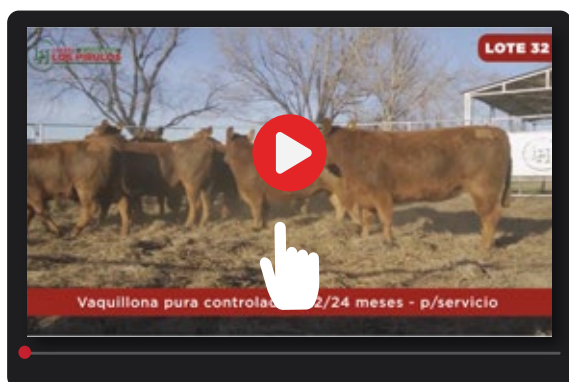 LOS PIRULOS
LOTE 32
Vaquillona pura controlad 2/24 meses - p/servicio